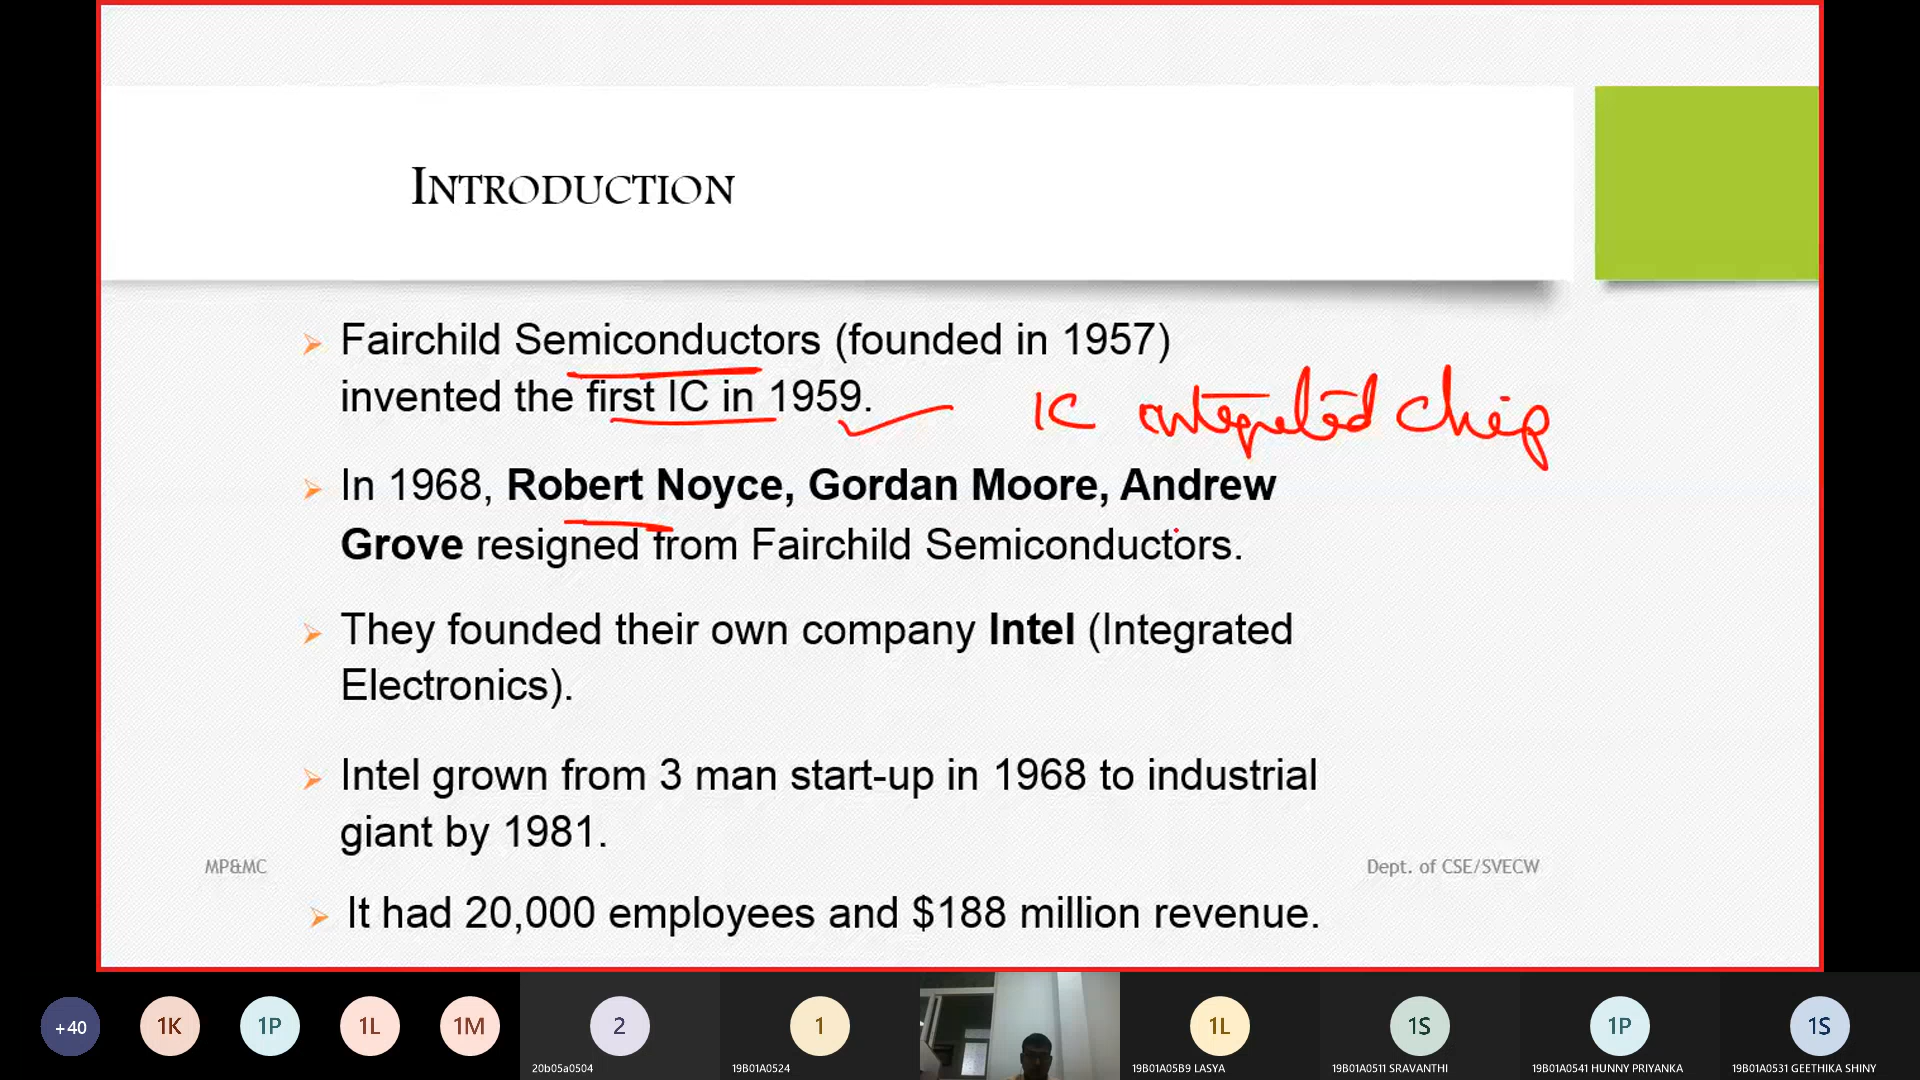 INTRODUCTION
Fairchild Semiconductors (founded in 1957)
invented the first IC in 1959.
IC integrated chip
In 1968, Robert Noyce, Gordan Moore, Andrew
Grove resigned from Fairchild Semiconductors.
They founded their own company Intel (Integrated
Electronics).
Intel grown from 3 man start-up in 1968 to industrial
giant by 1981.
MP&MC
Dept. of CSE/SVECW
It had 20,000 employees and $188 million revenue.
+40
1K
1P
1L
1M
2
20b05a0504
1
19B01A0524
1L
19B01A05B9 LASYA
1S
19B01A0511 SRAVANTHI
1P
19B01A0541 HUNNY PRIYANKA
1S
19B01A0531 GEETHIKA SHINY